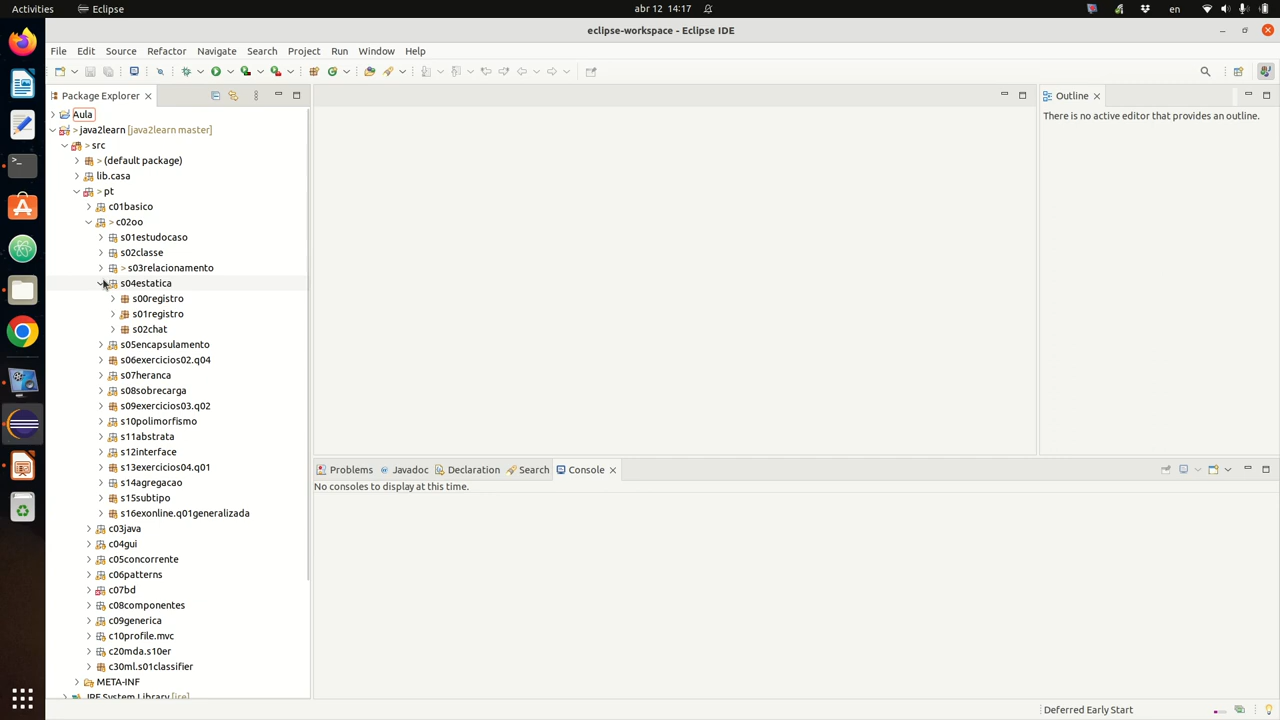 Activities Eclipse abr 12 14:17 en
eclipse-workspace - Eclipse IDE
File Edit Source Refactor Navigate Search Project Run Window Help
Package Explorer
Outline
Aula
There is no active editor that provides an outline.
> java2learn [java2learn master]
> src
> (default package)
lib.casa
> pt
c01basico
> c02oo
s01estudocaso
s02classe
> s03relacionamento
s04estatica
s00registro
s01registro
s02chat
s05encapsulamento
s06exercicios02.q04
s07heranca
s08sobrecarga
s09exercicios03.q02
s10polimorfismo
s11abstrata
s12interface
s13exercicios04.q01
s14agregacao
s15subtipo
s16exonline.q01generalizada
c03java
c04gui
c05concorrente
c06patterns
c07bd
c08componentes
c09generica
c10profile.mvc
c20mda.s10er
c30ml.s01classifier
META-INF
JRE System Library [jre]
Problems Javadoc Declaration Search Console
No consoles to display at this time.
Deferred Early Start